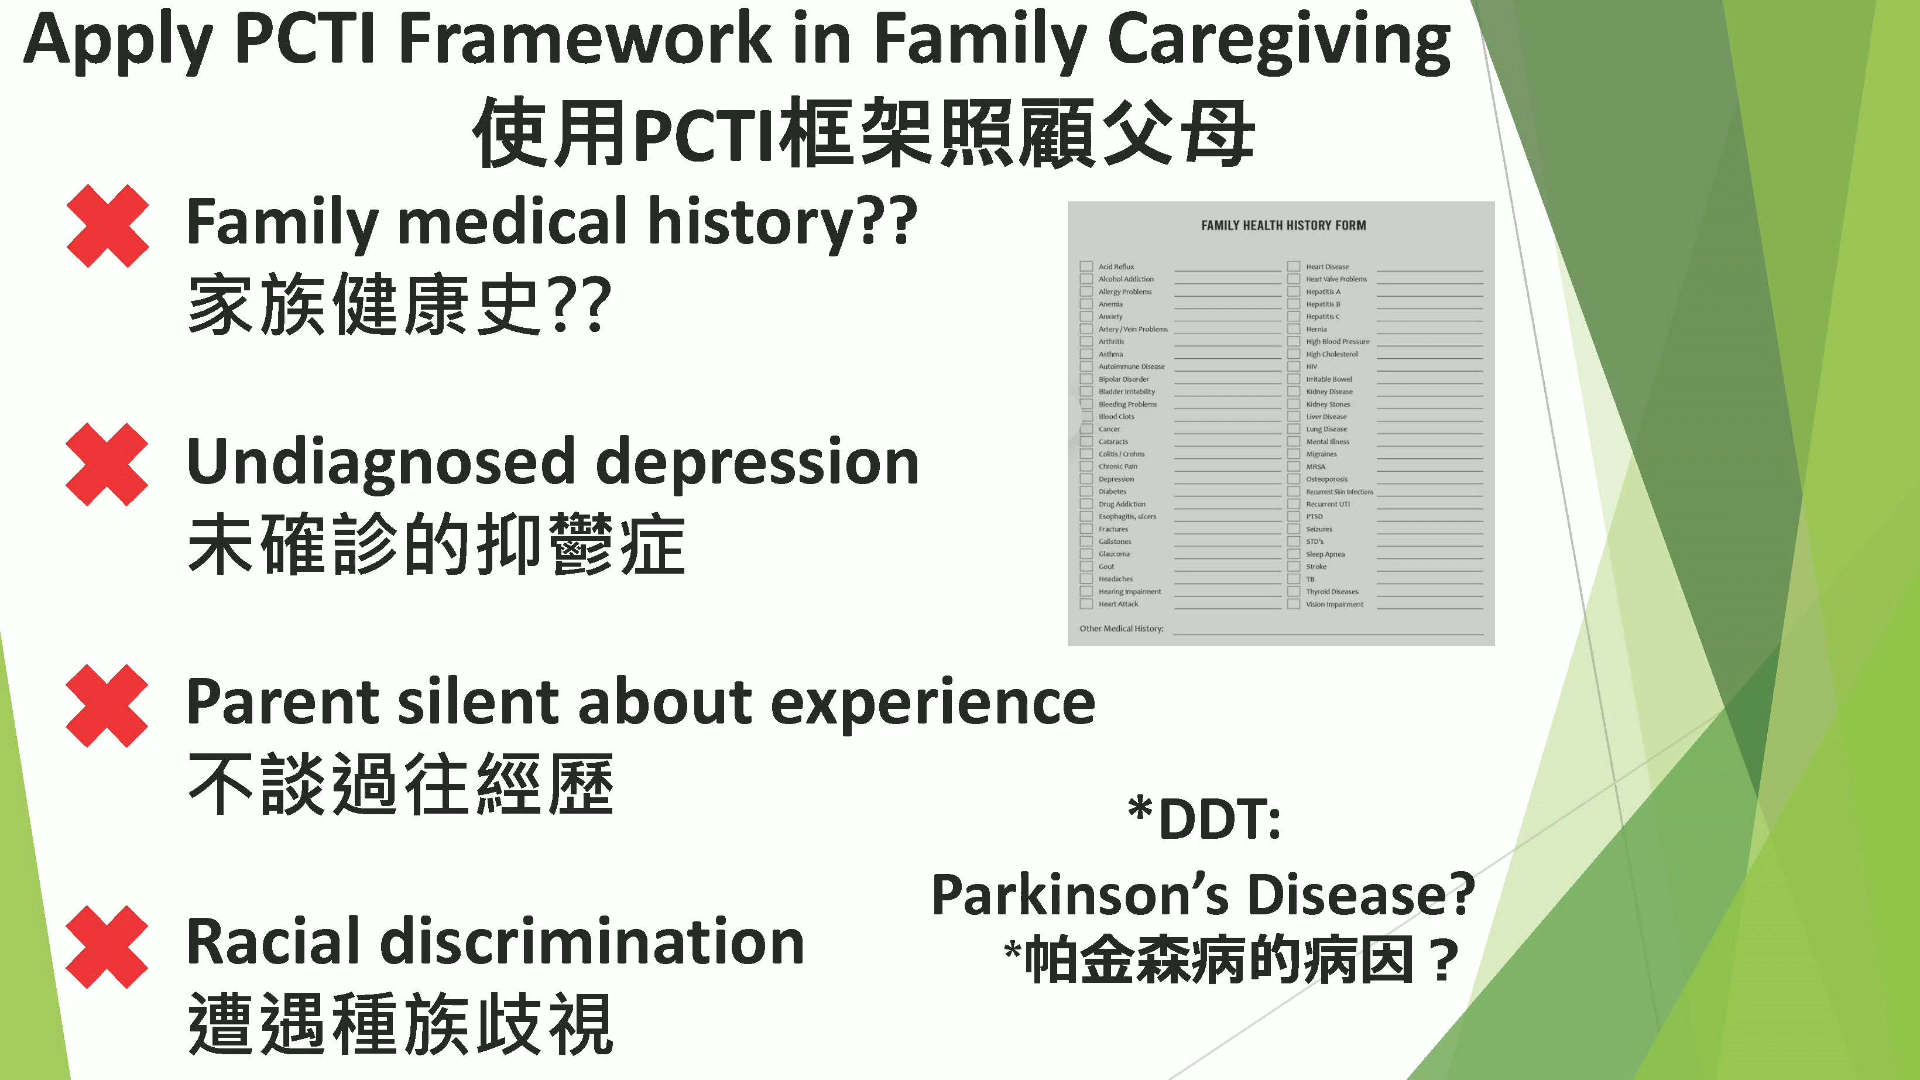 Apply PCTI Framework in Family Caregiving
使用PCTI框架照顧父母
Family medical history??
家族健康史??
Undiagnosed depression
未確診的抑鬱症
Parent silent about experience
不談過往經歷
Racial discrimination
遭遇種族歧視
FAMILY HEALTH HISTORY FORM
Acid Reflux
Alcohol Addiction
Allergy Problems
Anemia
Anxiety
Artery / Vein Problems
Arthritis
Asthma
Autoimmune Disease
Bipolar Disorder
Bladder Irritability
Bleeding Problems
Blood Clots
Cancer
Cataracts
Colitis / Crohns
Chronic Pain
Depression
Diabetes
Drug Addiction
Esophagitis, ulcers
Fractures
Gallstones
Glaucoma
Gout
Headaches
Hearing Impairment
Heart Attack
Heart Disease
Heart Valve Problems
Hepatitis A
Hepatitis B
Hepatitis C
Hernia
High Blood Pressure
High Cholesterol
HIV
Irritable Bowel
Kidney Disease
Kidney Stones
Liver Disease
Lung Disease
Mental Illness
Migraines
MRSA
Osteoporosis
Recurrent Skin Infections
Recurrent UTI
PTSD
Seizures
STD's
Sleep Apnea
Stroke
TB
Thyroid Diseases
Vision Impairment
Other Medical History:
*DDT:
Parkinson’s Disease?
*帕金森病的病因？